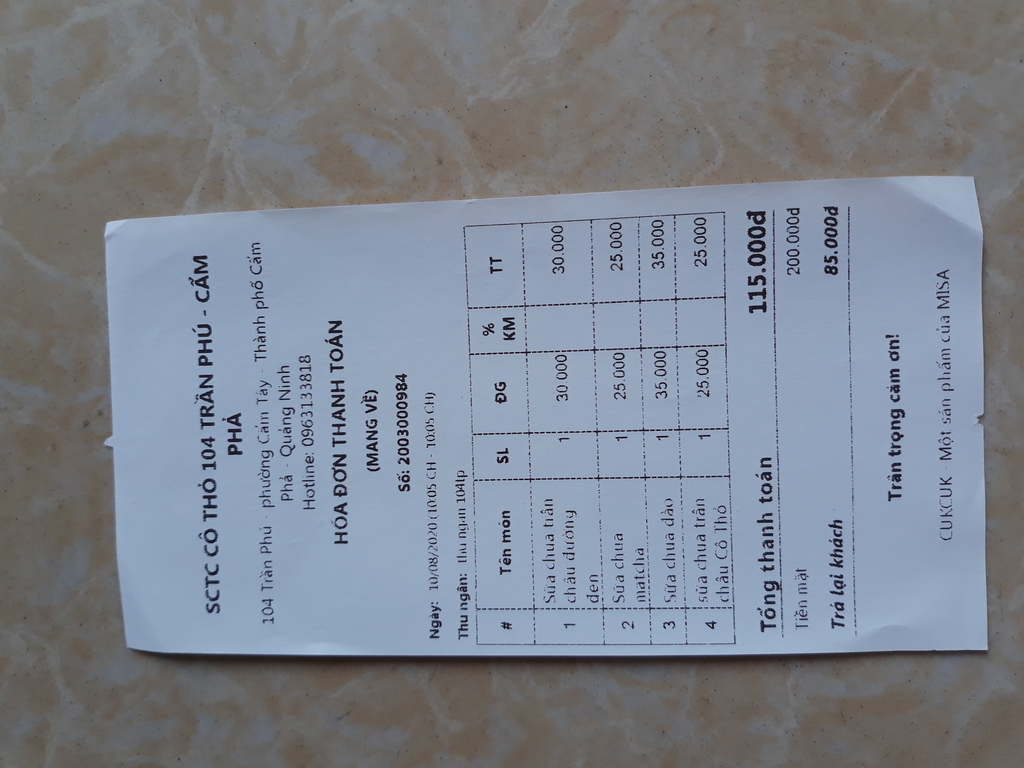 SCTC CÔ THỎ 104 TRẦN PHÚ - CẨM
PHẢ
104 Trần Phú - phường Cẩm Tây - Thành phố Cẩm
Phả - Quảng Ninh
Hotline: 0963133818
HÓA ĐƠN THANH TOÁN
(MANG VỀ)
Số: 2003000984
Ngày: 10/08/2020 (10:05 CH - 10:05 CH)
Thu ngân: thu ngân 104tp
# Tên món SL ĐG % KM TT
1 Sữa chua trân 1 30.000 30.000
châu đường
đen
2 Sữa chua 1 25.000 25.000
matcha
3 Sữa chua đào 1 35.000 35.000
4 sữa chua trân 1 25.000 25.000
châu Cô Thỏ
Tổng thanh toán 115.000đ
Tiền mặt 200.000đ
Trả lại khách 85.000đ
Trân trọng cảm ơn!
CUKCUK - Một sản phẩm của MISA